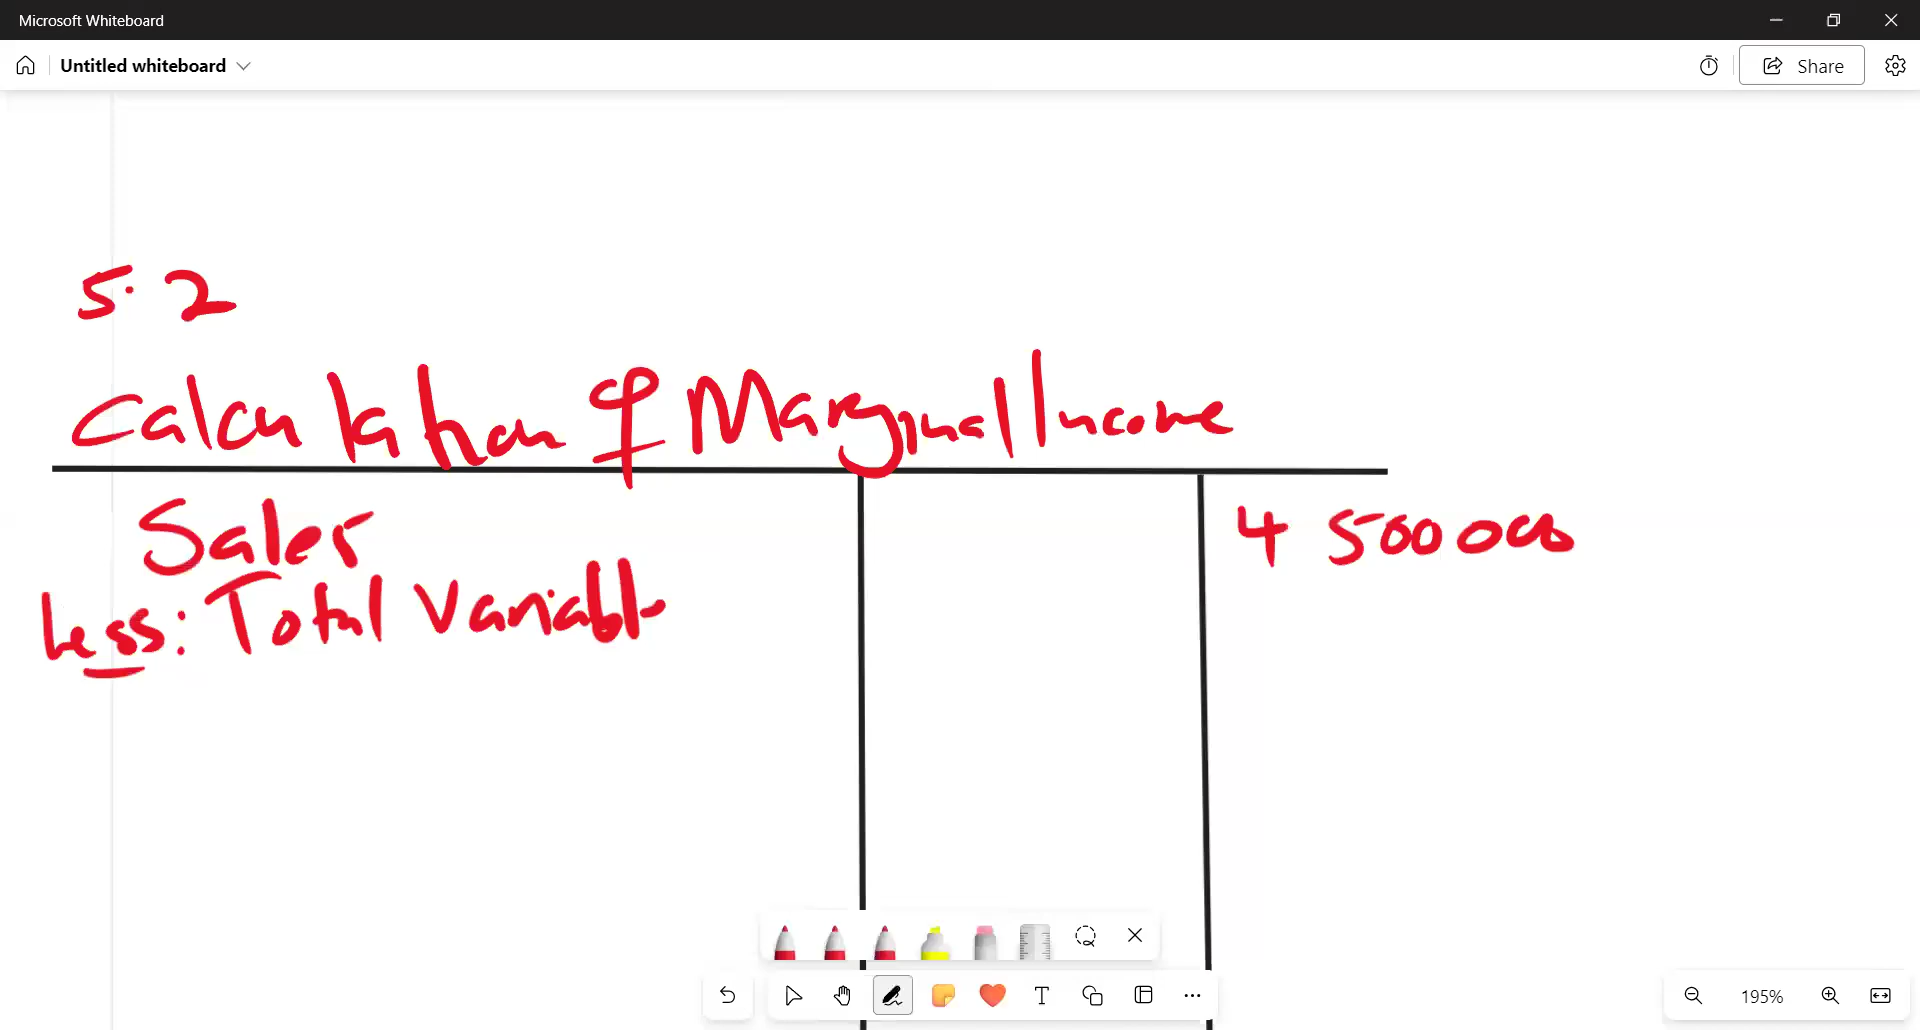 Microsoft Whiteboard
Untitled whiteboard
Share
5.2
Calculation of Marginal Income
Sales 4 500 000
Less: Total Variable
195%